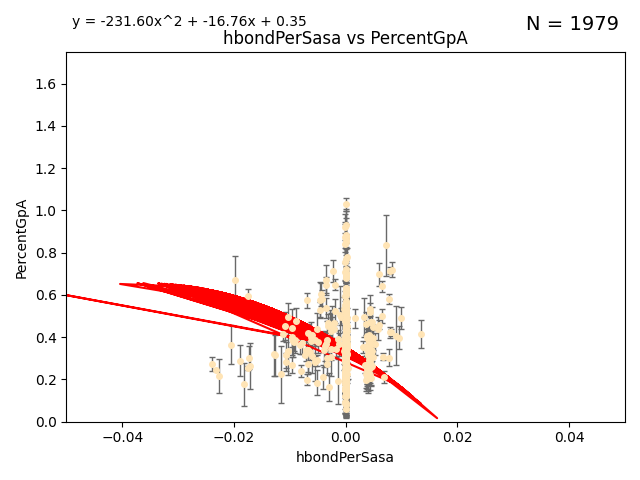 y = -231.60x^2 + -16.76x + 0.35
N = 1979
hbondPerSasa vs PercentGpA
PercentGpA
1.6
1.4
1.2
1.0
0.8
0.6
0.4
0.2
0.0
−0.04 −0.02 0.00 0.02 0.04
hbondPerSasa